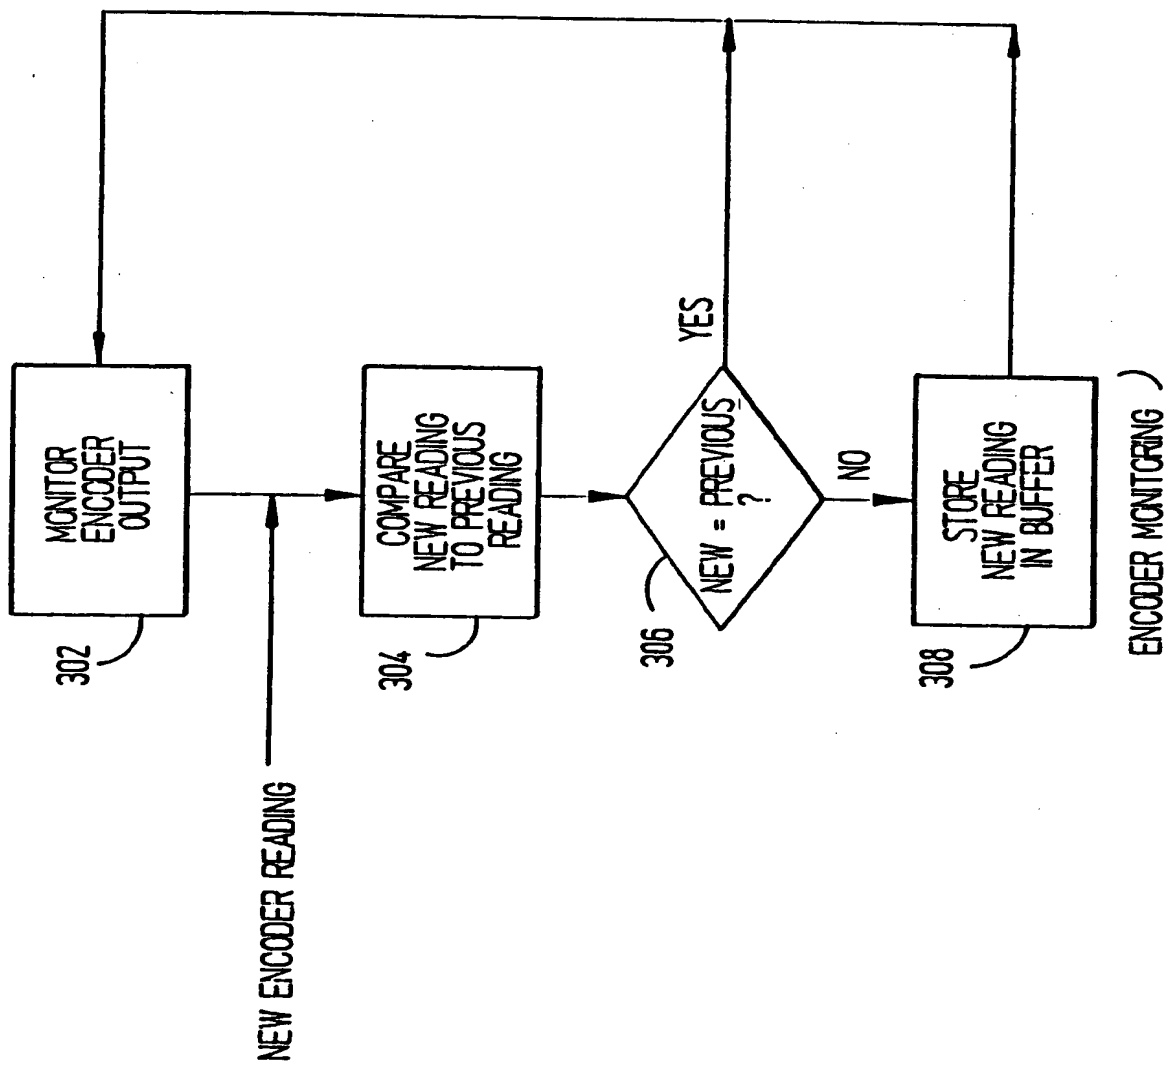 302
MONITOR
ENCODER
OUTPUT
NEW ENCODER READING
304
COMPARE
NEW READING
TO PREVIOUS
READING
306
NEW = PREVIOUS
?
YES
NO
308
STORE
NEW READING
IN BUFFER
ENCODER MONITORING )